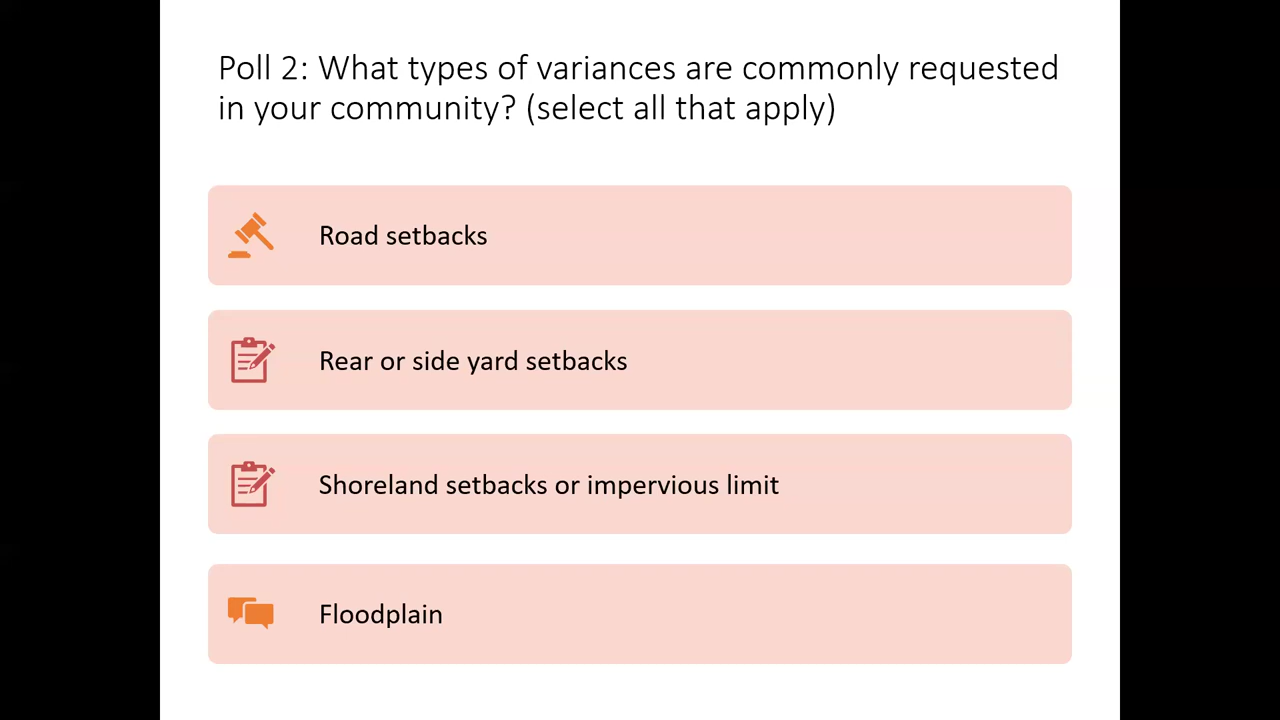 Poll 2: What types of variances are commonly requested
in your community? (select all that apply)
Road setbacks
Rear or side yard setbacks
Shoreland setbacks or impervious limit
Floodplain